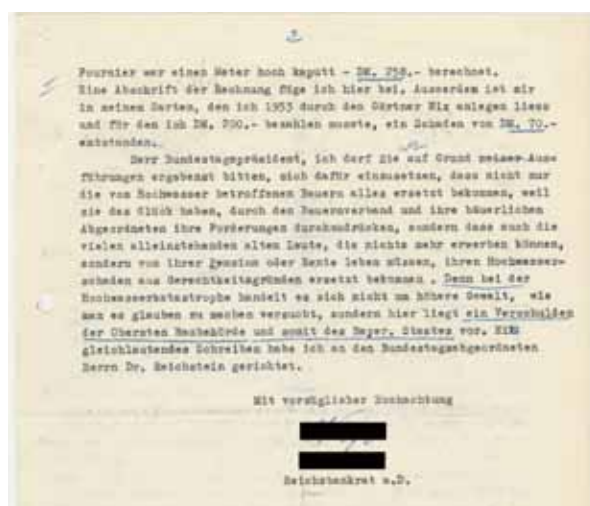 2
Fournier war einen Meter hoch kaputt - DM. 258.- berechnet.
Eine Abschrift der Rechnung füge ich hier bei. Ausserdem ist mir
in meinen Garten, den ich 1953 durch den Gärtner Nix anlegen liess
und für den ich DM. 200.- bezahlen musste, ein Schaden von DM. 70.-
entstanden.
Herr Bundestagspräsident, ich darf Sie auf Grund meiner Aus=
führungen ergebenst bitten, sich dafür einzusetzen, dass nicht nur
die von Hochwasser betroffenen Bauern alles ersetzt bekommen, weil
sie das Glück haben, durch den Bauernverband und ihre bäuerlichen
Abgeordneten ihre Forderungen durchzudrücken, sondern dass auch die
vielen alleinstehenden alten Leute, die nichts mehr erwerben können,
sondern von ihrer Pension oder Rente leben müssen, ihren Hochwasser=
schaden aus Gerechtkeitsgründen ersetzt bekommen . Denn bei der
Hochwasserkatastrophe handelt es sich nicht um höhere Gewalt, wie
man es glauben zu machen versucht, sondern hier liegt ein Verschulden
der Obersten Baubehörde und somit des Bayer. Staates vor. Ein
gleichlautendes Schreiben habe ich an den Bundestagsabgeordneten
Herrn Dr. Reichstein gerichtet.
Mit vorzüglicher Hochachtung
Reichsbankrat a.D.